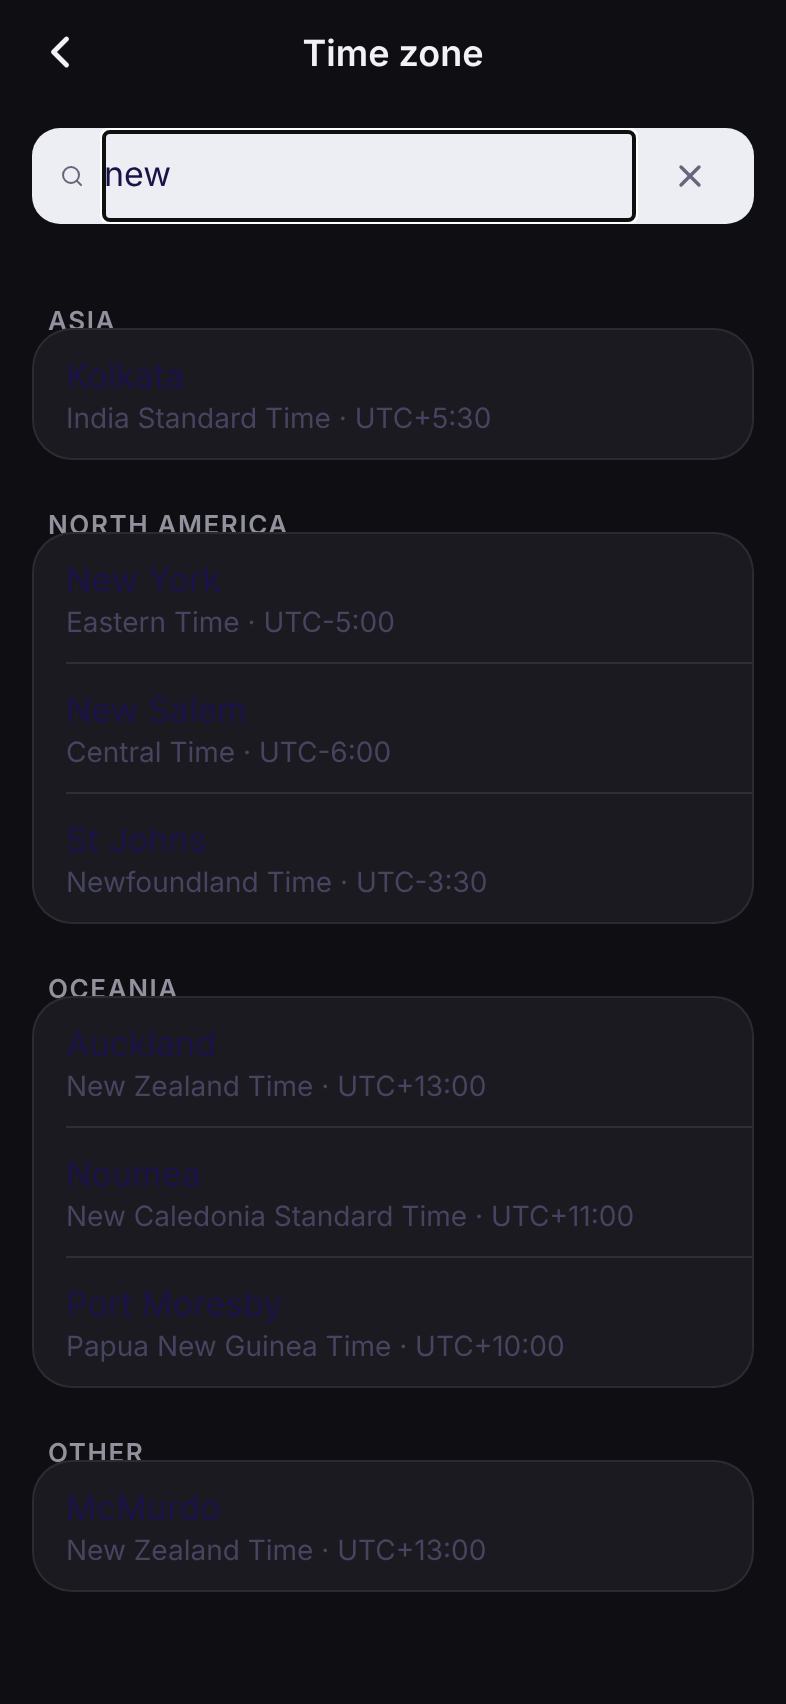 Time zone
new
ASIA
Kolkata
India Standard Time · UTC+5:30
NORTH AMERICA
New York
Eastern Time · UTC-5:00
New Salem
Central Time · UTC-6:00
St Johns
Newfoundland Time · UTC-3:30
OCEANIA
Auckland
New Zealand Time · UTC+13:00
Noumea
New Caledonia Standard Time · UTC+11:00
Port Moresby
Papua New Guinea Time · UTC+10:00
OTHER
McMurdo
New Zealand Time · UTC+13:00